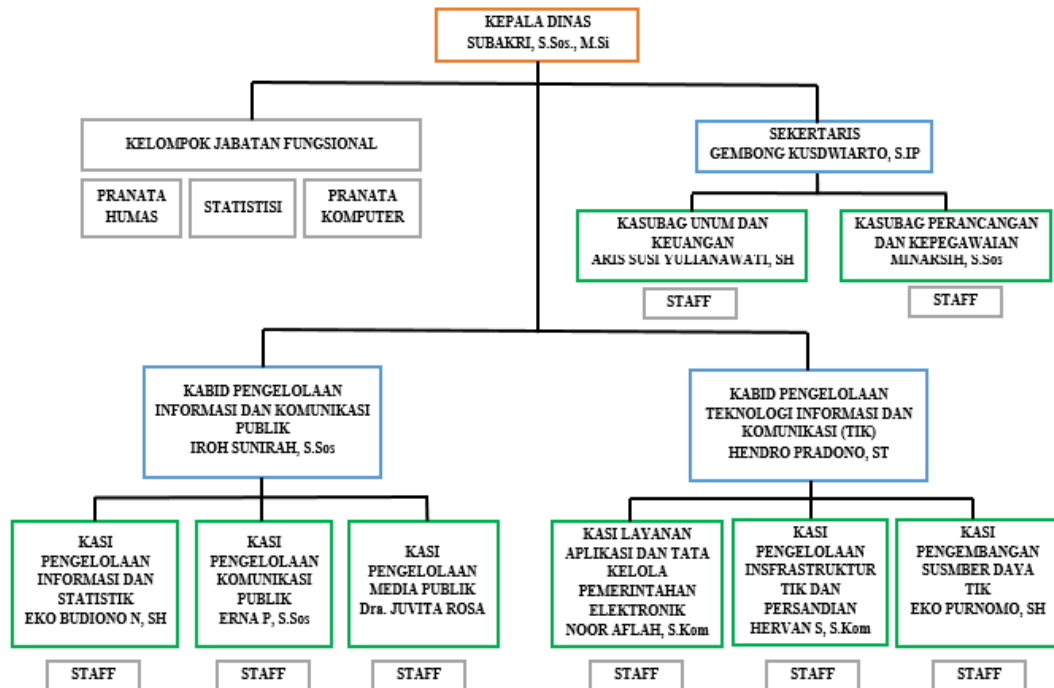 KEPALA DINAS
SUBAKRI, S.Sos., M.Si
KELOMPOK JABATAN FUNGSIONAL
PRANATA
HUMAS
STATISTISI
PRANATA
KOMPUTER
SEKERTARIS
GEMBONG KUSDWIARTO, S.IP
KASUBAG UNUM DAN
KEUANGAN
ARIS SUSI YULIANAWATI, SH
KASUBAG PERANCANGAN
DAN KEPEGAWAIAN
MINARSIH, S.Sos
STAFF
STAFF
KABID PENGELOLAAN
INFORMASI DAN KOMUNIKASI
PUBLIK
IROH SUNIRAH, S.Sos
KABID PENGELOLAAN
TEKNOLOGI INFORMASI DAN
KOMUNIKASI (TIK)
HENDRO PRADONO, ST
KASI
PENGELOLAAN
INFORMASI DAN
STATISTIK
EKO BUDIONO N, SH
KASI
PENGELOLAAN
KOMUNIKASI
PUBLIK
ERNA P, S.Sos
KASI
PENGELOLAAN
MEDIA PUBLIK
Dra. JUVITA ROSA
KASI LAYANAN
APLIKASI DAN TATA
KELOLA
PEMERINTAHAN
ELEKTRONIK
NOOR AFLAH, S.Kom
KASI
PENGELOLAAN
INSFRASTRUKTUR
TIK DAN
PERSANDIAN
HERVAN S, S.Kom
KASI
PENGEMBANGAN
SUSMBER DAYA
TIK
EKO PURNOMO, SH
STAFF
STAFF
STAFF
STAFF
STAFF
STAFF